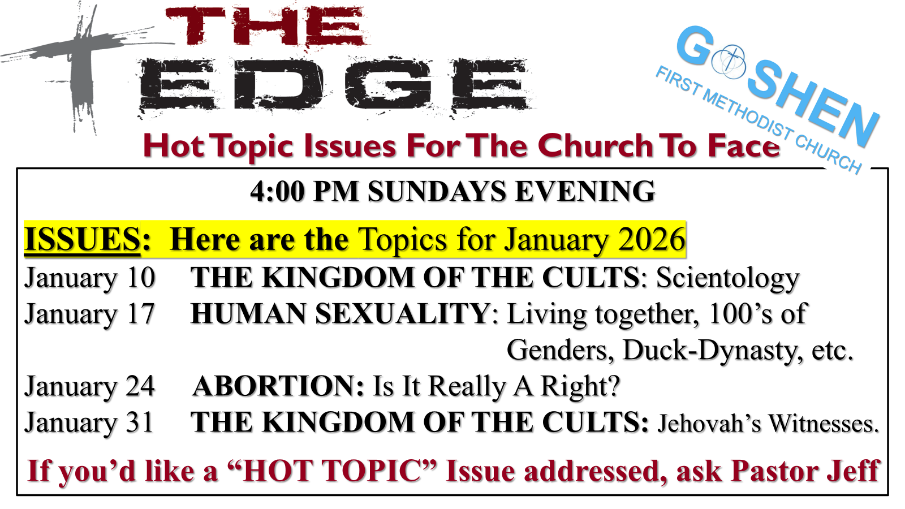 THE
EDGE
GOSHEN
FIRST METHODIST CHURCH
Hot Topic Issues For The Church To Face
4:00 PM SUNDAYS EVENING
ISSUES: Here are the Topics for January 2026
January 10 THE KINGDOM OF THE CULTS: Scientology
January 17 HUMAN SEXUALITY: Living together, 100’s of
Genders, Duck-Dynasty, etc.
January 24 ABORTION: Is It Really A Right?
January 31 THE KINGDOM OF THE CULTS: Jehovah’s Witnesses.
If you’d like a “HOT TOPIC” Issue addressed, ask Pastor Jeff